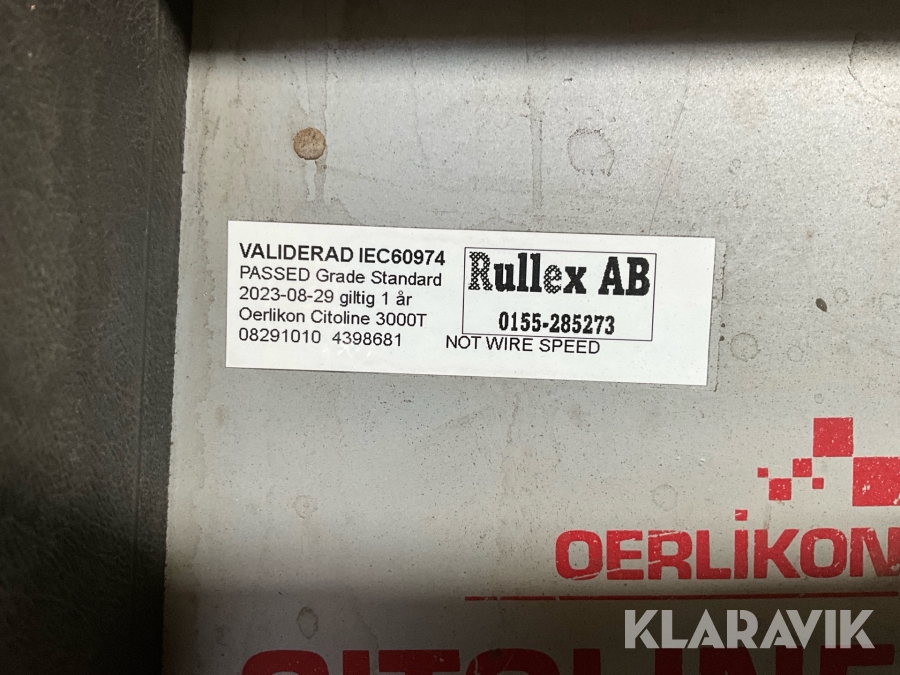 VALIDERAD IEC60974
PASSED Grade Standard
2023-08-29 giltig 1 år
Oerlikon Citoline 3000T
08291010 4398681
Rullex AB
0155-285273
NOT WIRE SPEED
OERLIKON
KLARAVIK
CITOLINE